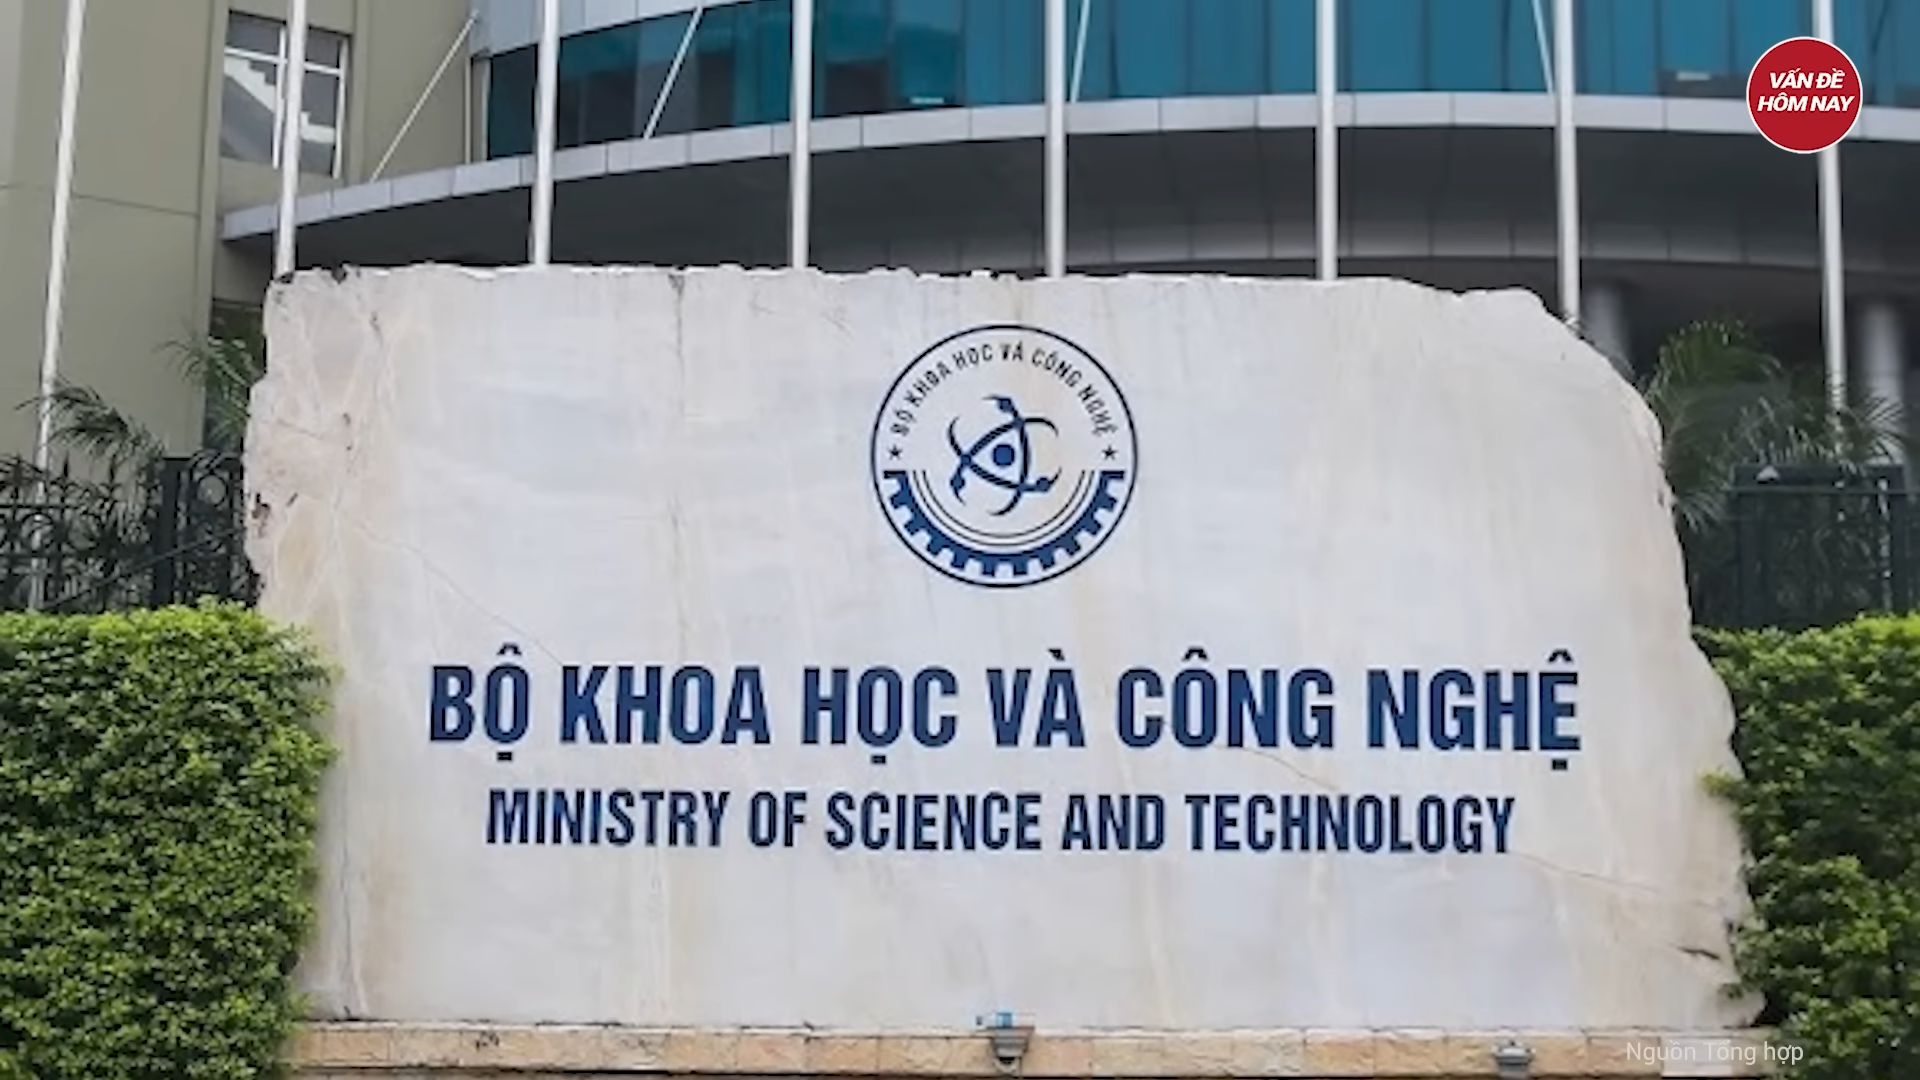 VẤN ĐỀ
HÔM NAY
★ BỘ KHOA HỌC VÀ CÔNG NGHỆ ★
BỘ KHOA HỌC VÀ CÔNG NGHỆ
MINISTRY OF SCIENCE AND TECHNOLOGY
Nguồn Tổng hợp